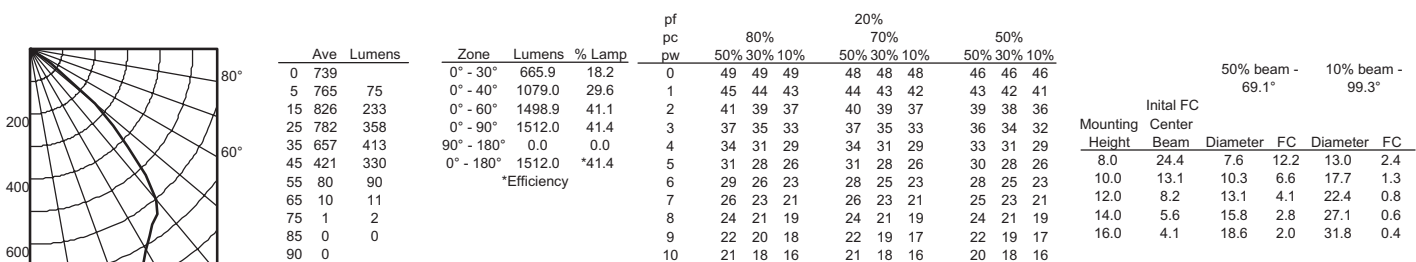 80°
60°
200
400
600
Ave Lumens
0 739
5 765 75
15 826 233
25 782 358
35 657 413
45 421 330
55 80 90
65 10 11
75 1 2
85 0 0
90 0
Zone Lumens % Lamp
0° - 30° 665.9 18.2
0° - 40° 1079.0 29.6
0° - 60° 1498.9 41.1
0° - 90° 1512.0 41.4
90° - 180° 0.0 0.0
0° - 180° 1512.0 *41.4
*Efficiency
pf 20%
pc 80% 70% 50%
pw 50% 30% 10% 50% 30% 10% 50% 30% 10%
0 49 49 49 48 48 48 46 46 46
1 45 44 43 44 43 42 43 42 41
2 41 39 37 40 39 37 39 38 36
3 37 35 33 37 35 33 36 34 32
4 34 31 29 34 31 29 33 31 29
5 31 28 26 31 28 26 30 28 26
6 29 26 23 28 25 23 28 25 23
7 26 23 21 26 23 21 25 23 21
8 24 21 19 24 21 19 24 21 19
9 22 20 18 22 19 17 22 19 17
10 21 18 16 21 18 16 20 18 16
50% beam - 10% beam -
69.1° 99.3°
Inital FC
Mounting Center
Height Beam Diameter FC Diameter FC
8.0 24.4 7.6 12.2 13.0 2.4
10.0 13.1 10.3 6.6 17.7 1.3
12.0 8.2 13.1 4.1 22.4 0.8
14.0 5.6 15.8 2.8 27.1 0.6
16.0 4.1 18.6 2.0 31.8 0.4